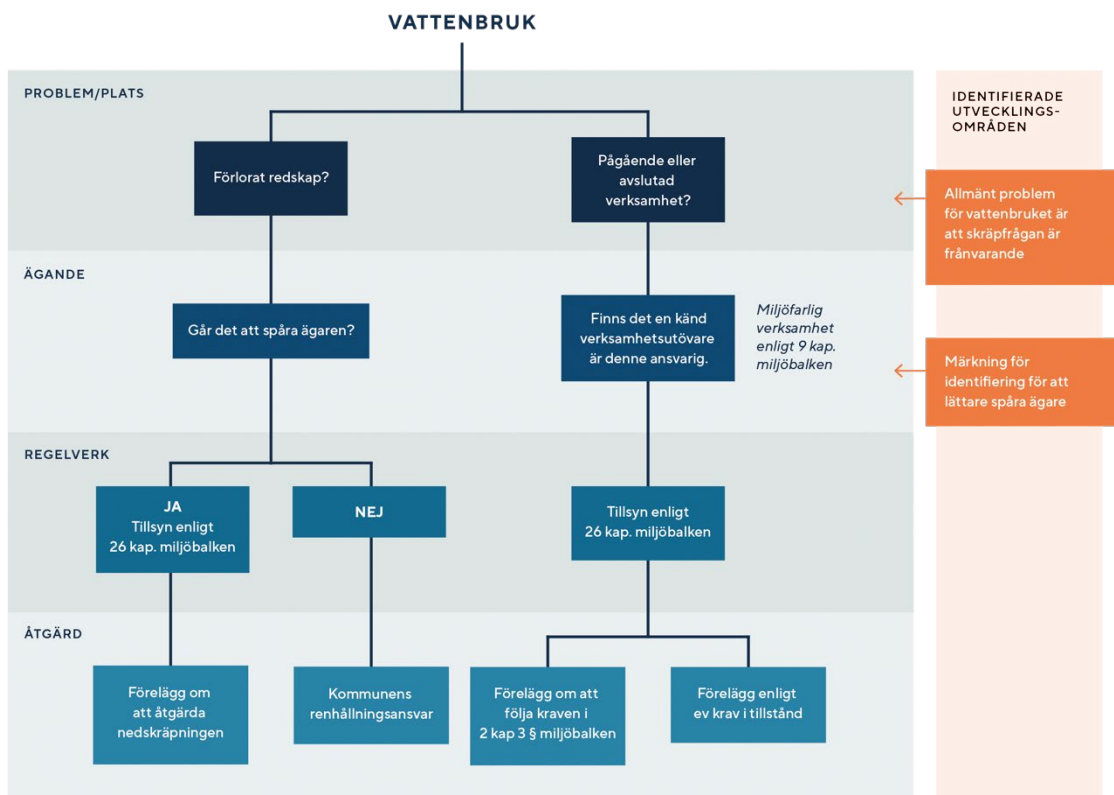 VATTENBRUK
PROBLEM/PLATS
Förlorat redskap?
Pågående eller
avslutad
verksamhet?
IDENTIFIERADE
UTVECKLINGS-
OMRÅDEN
Allmänt problem
för vattenbruket är
att skräpfrågan är
frånvarande
ÄGANDE
Går det att spåra ägaren?
Finns det en känd
verksamhetsutövare
är denne ansvarig.
Miljöfarlig
verksamhet
enligt 9 kap.
miljöbalken
Märkning för
identifiering för att
lättare spåra ägare
REGELVERK
JA
Tillsyn enligt
26 kap. miljöbalken
NEJ
Tillsyn enligt
26 kap. miljöbalken
ÅTGÄRD
Förelägg om
att åtgärda
nedskräpningen
Kommunens
renhållningsansvar
Förelägg om att
följa kraven i
2 kap 3 § miljöbalken
Förelägg enligt
ev krav i tillstånd